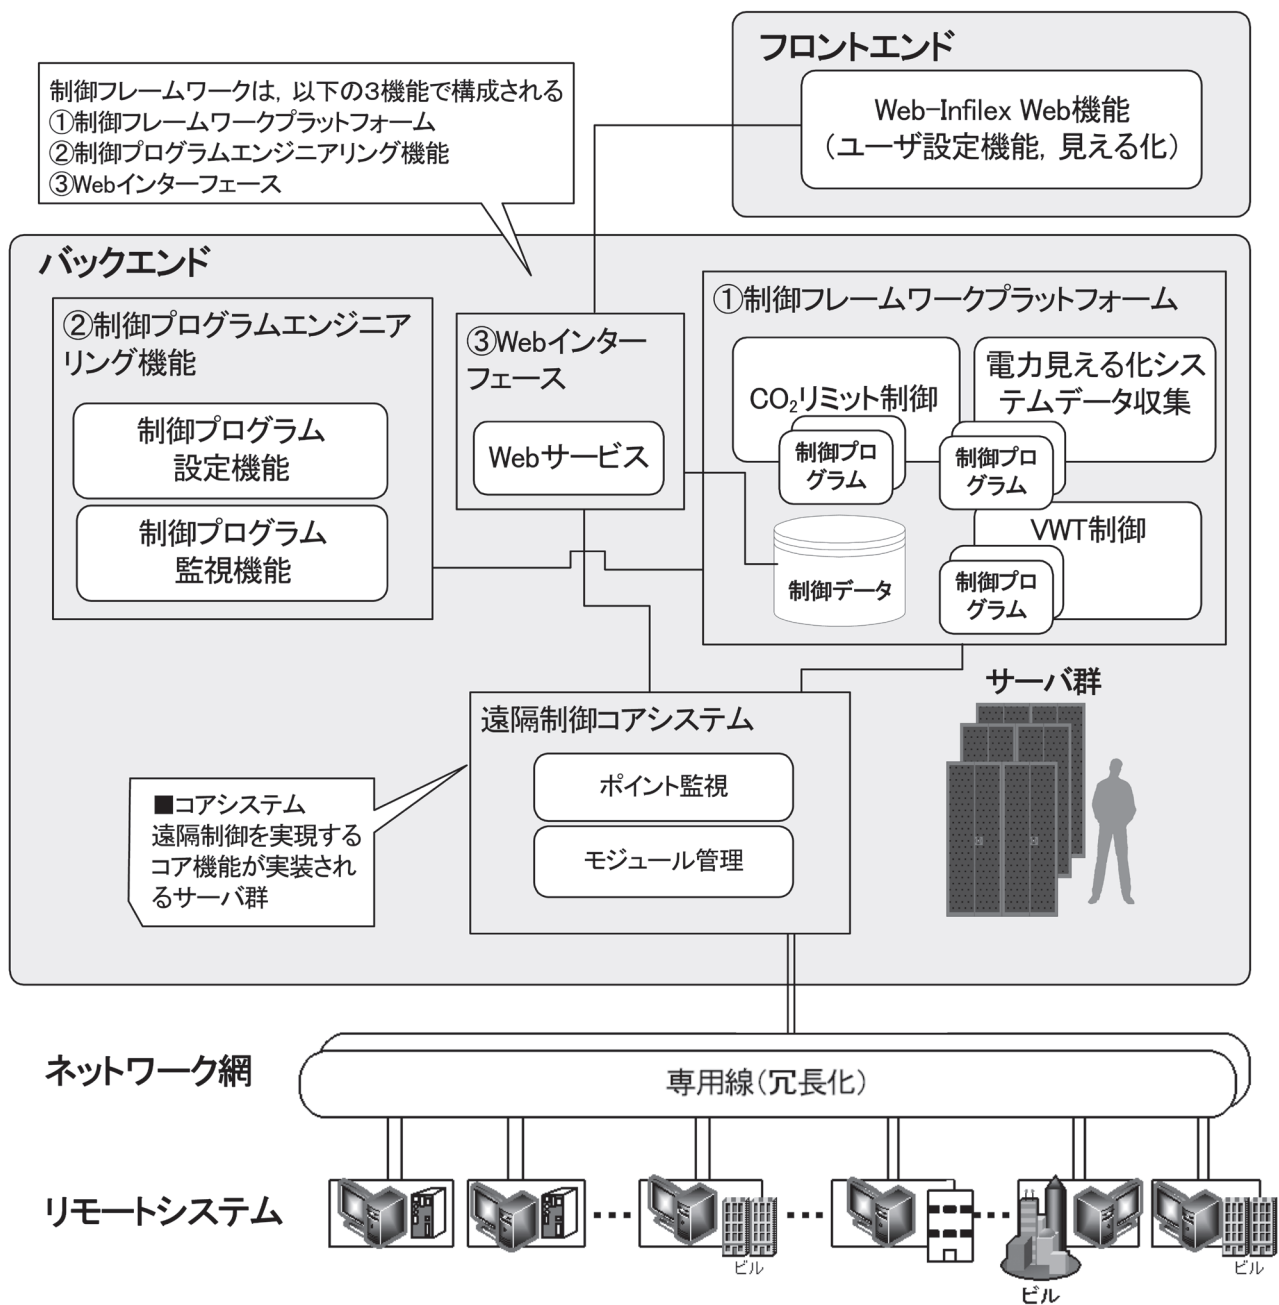 フロントエンド
Web-Infilex Web機能
（ユーザ設定機能，見える化）
制御フレームワークは，以下の3機能で構成される
①制御フレームワークプラットフォーム
②制御プログラムエンジニアリング機能
③Webインターフェース
バックエンド
②制御プログラムエンジニア
リング機能
制御プログラム
設定機能
制御プログラム
監視機能
③Webインター
フェース
Webサービス
①制御フレームワークプラットフォーム
CO₂リミット制御
制御プロ
グラム
電力見える化シス
テムデータ収集
制御プロ
グラム
VWT制御
制御プロ
グラム
制御データ
サーバ群
遠隔制御コアシステム
ポイント監視
モジュール管理
■コアシステム
遠隔制御を実現する
コア機能が実装され
るサーバ群
ネットワーク網
専用線（冗長化）
リモートシステム
ビル
ビル
ビル